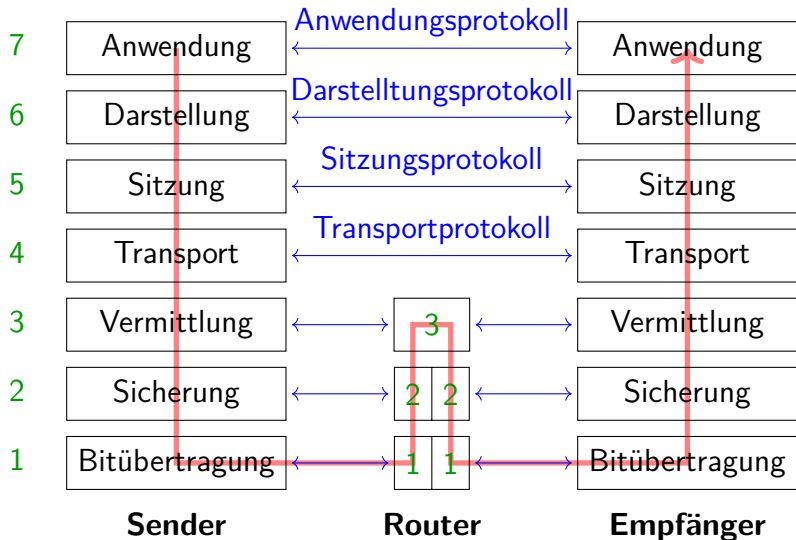 Anwendungsprotokoll
7 Anwendung Anwendung
Darstelltungsprotokoll
6 Darstellung Darstellung
Sitzungsprotokoll
5 Sitzung Sitzung
Transportprotokoll
4 Transport Transport
3 Vermittlung 3 Vermittlung
2 Sicherung 2 2 Sicherung
1 Bitübertragung 1 1 Bitübertragung
Sender Router Empfänger